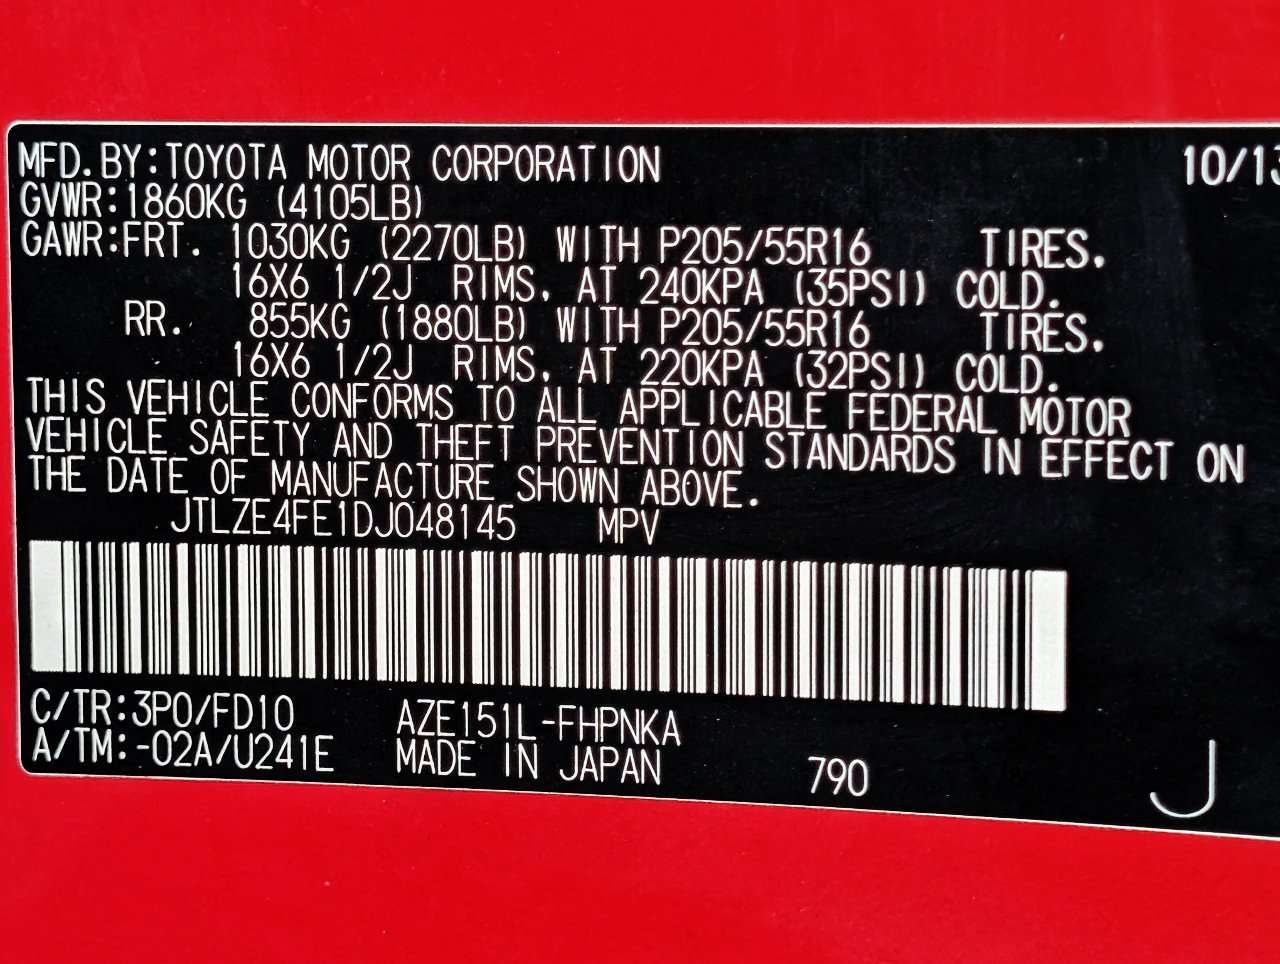 MFD.BY:TOYOTA MOTOR CORPORATION 10/13
GVWR:1860KG (4105LB)
GAWR:FRT. 1030KG (2270LB) WITH P205/55R16 TIRES.
16X6 1/2J RIMS, AT 240KPA (35PSI) COLD.
RR. 855KG (1880LB) WITH P205/55R16 TIRES.
16X6 1/2J RIMS, AT 220KPA (32PSI) COLD.
THIS VEHICLE CONFORMS TO ALL APPLICABLE FEDERAL MOTOR
VEHICLE SAFETY AND THEFT PREVENTION STANDARDS IN EFFECT ON
THE DATE OF MANUFACTURE SHOWN ABOVE.
JTLZE4FE1DJ048145 MPV
C/TR:3P0/FD10 AZE151L-FHPNKA
A/TM:-02A/U241E MADE IN JAPAN 790 J